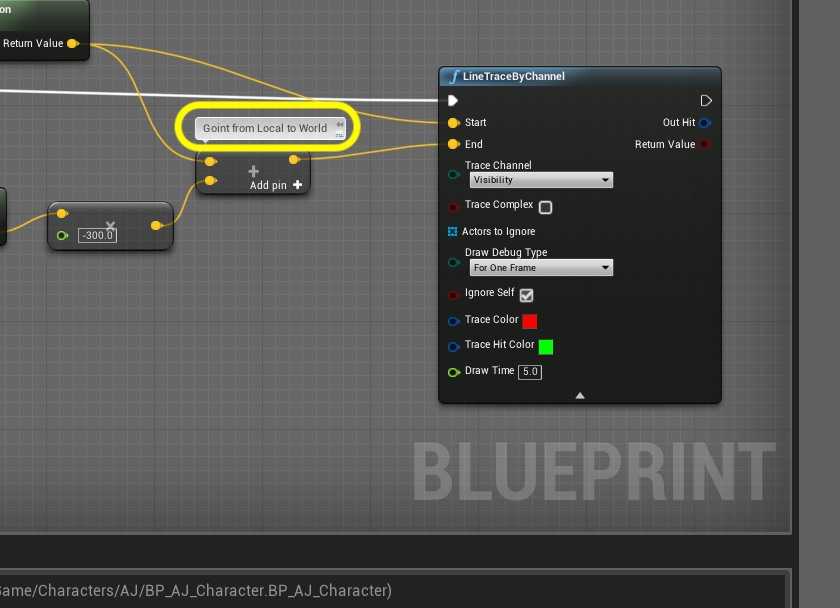 on
Return Value
LineTraceByChannel
Goint from Local to World
Start
Out Hit
End
Return Value
Add pin
-300.0
Trace Channel
Visibility
Trace Complex
Actors to Ignore
Draw Debug Type
For One Frame
Ignore Self
Trace Color
Trace Hit Color
Draw Time 5.0
BLUEPRINT
Game/Characters/AJ/BP_AJ_Character.BP_AJ_Character)